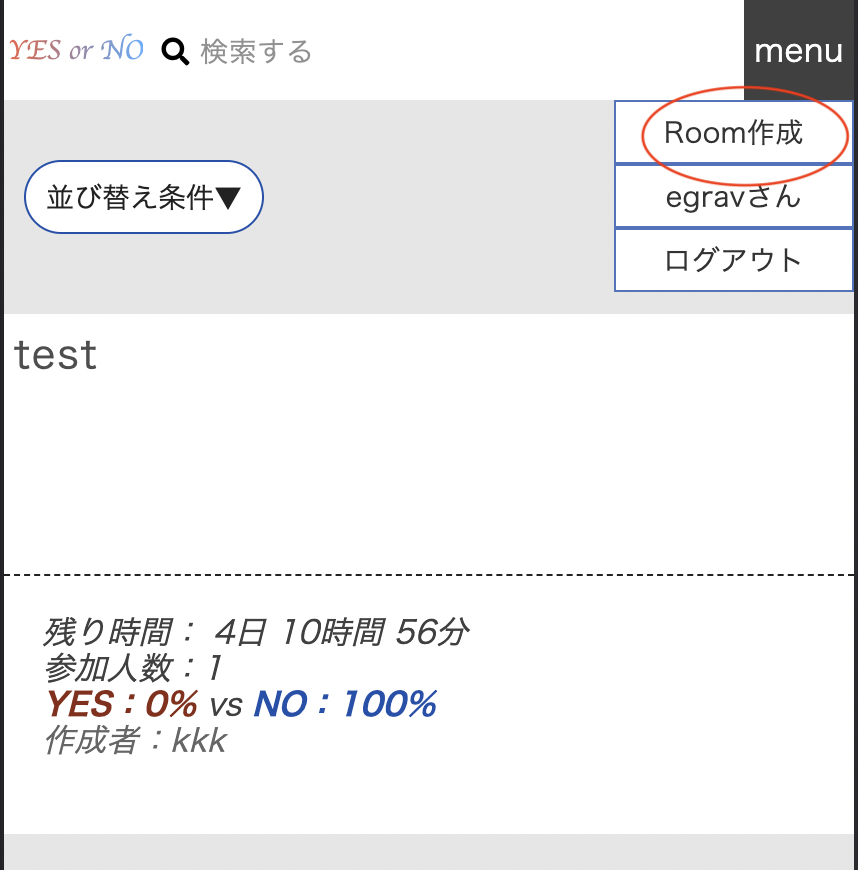 YES or NO 検索する menu
Room作成
並び替え条件▼
egravさん
ログアウト
test
残り時間： 4日 10時間 56分
参加人数：1
YES：0% vs NO：100%
作成者：kkk